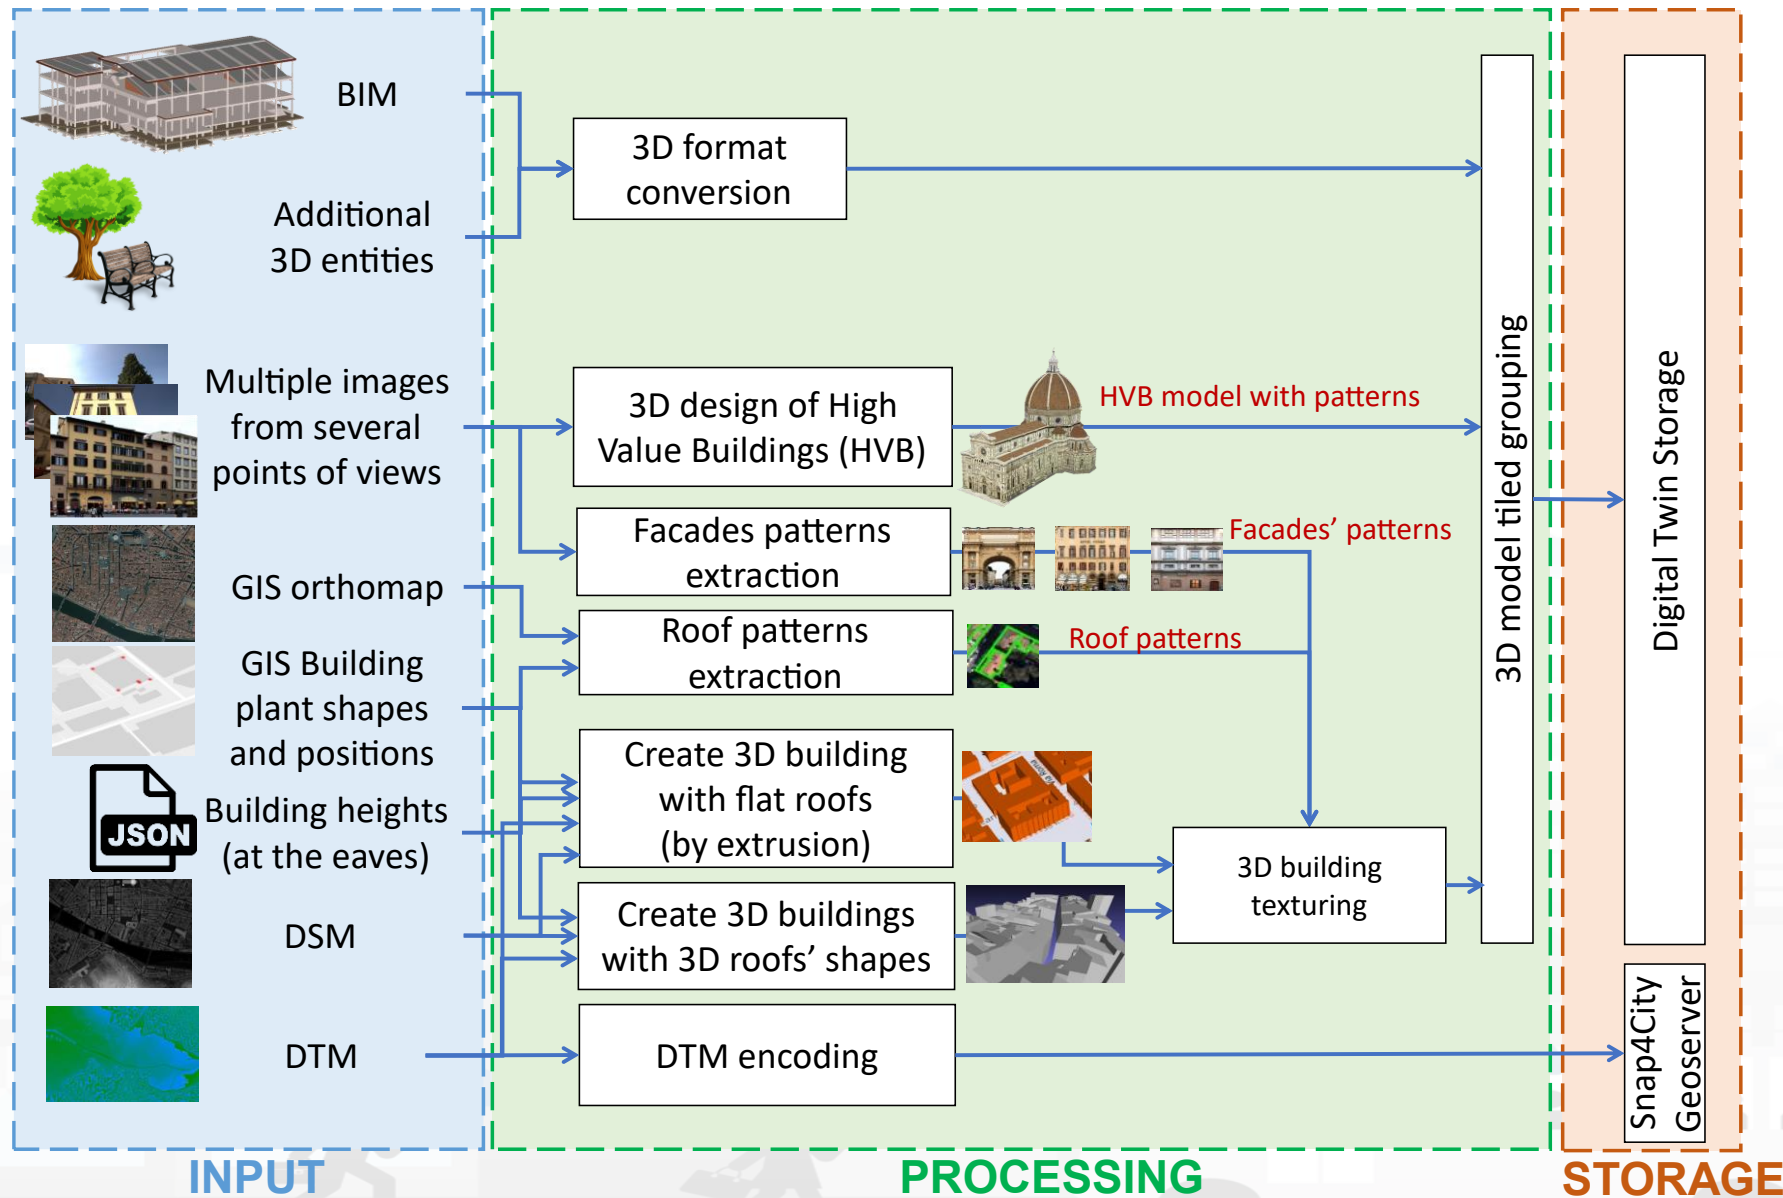 BIM
Additional
3D entities
Multiple images
from several
points of views
GIS orthomap
GIS Building
plant shapes
and positions
JSON
Building heights
(at the eaves)
DSM
DTM
INPUT
3D format
conversion
3D design of High
Value Buildings (HVB)
HVB model with patterns
Facades patterns
extraction
Facades’ patterns
Roof patterns
extraction
Roof patterns
Create 3D building
with flat roofs
(by extrusion)
Create 3D buildings
with 3D roofs’ shapes
3D building
texturing
DTM encoding
3D model tiled grouping
PROCESSING
Digital Twin Storage
Snap4City
Geoserver
STORAGE